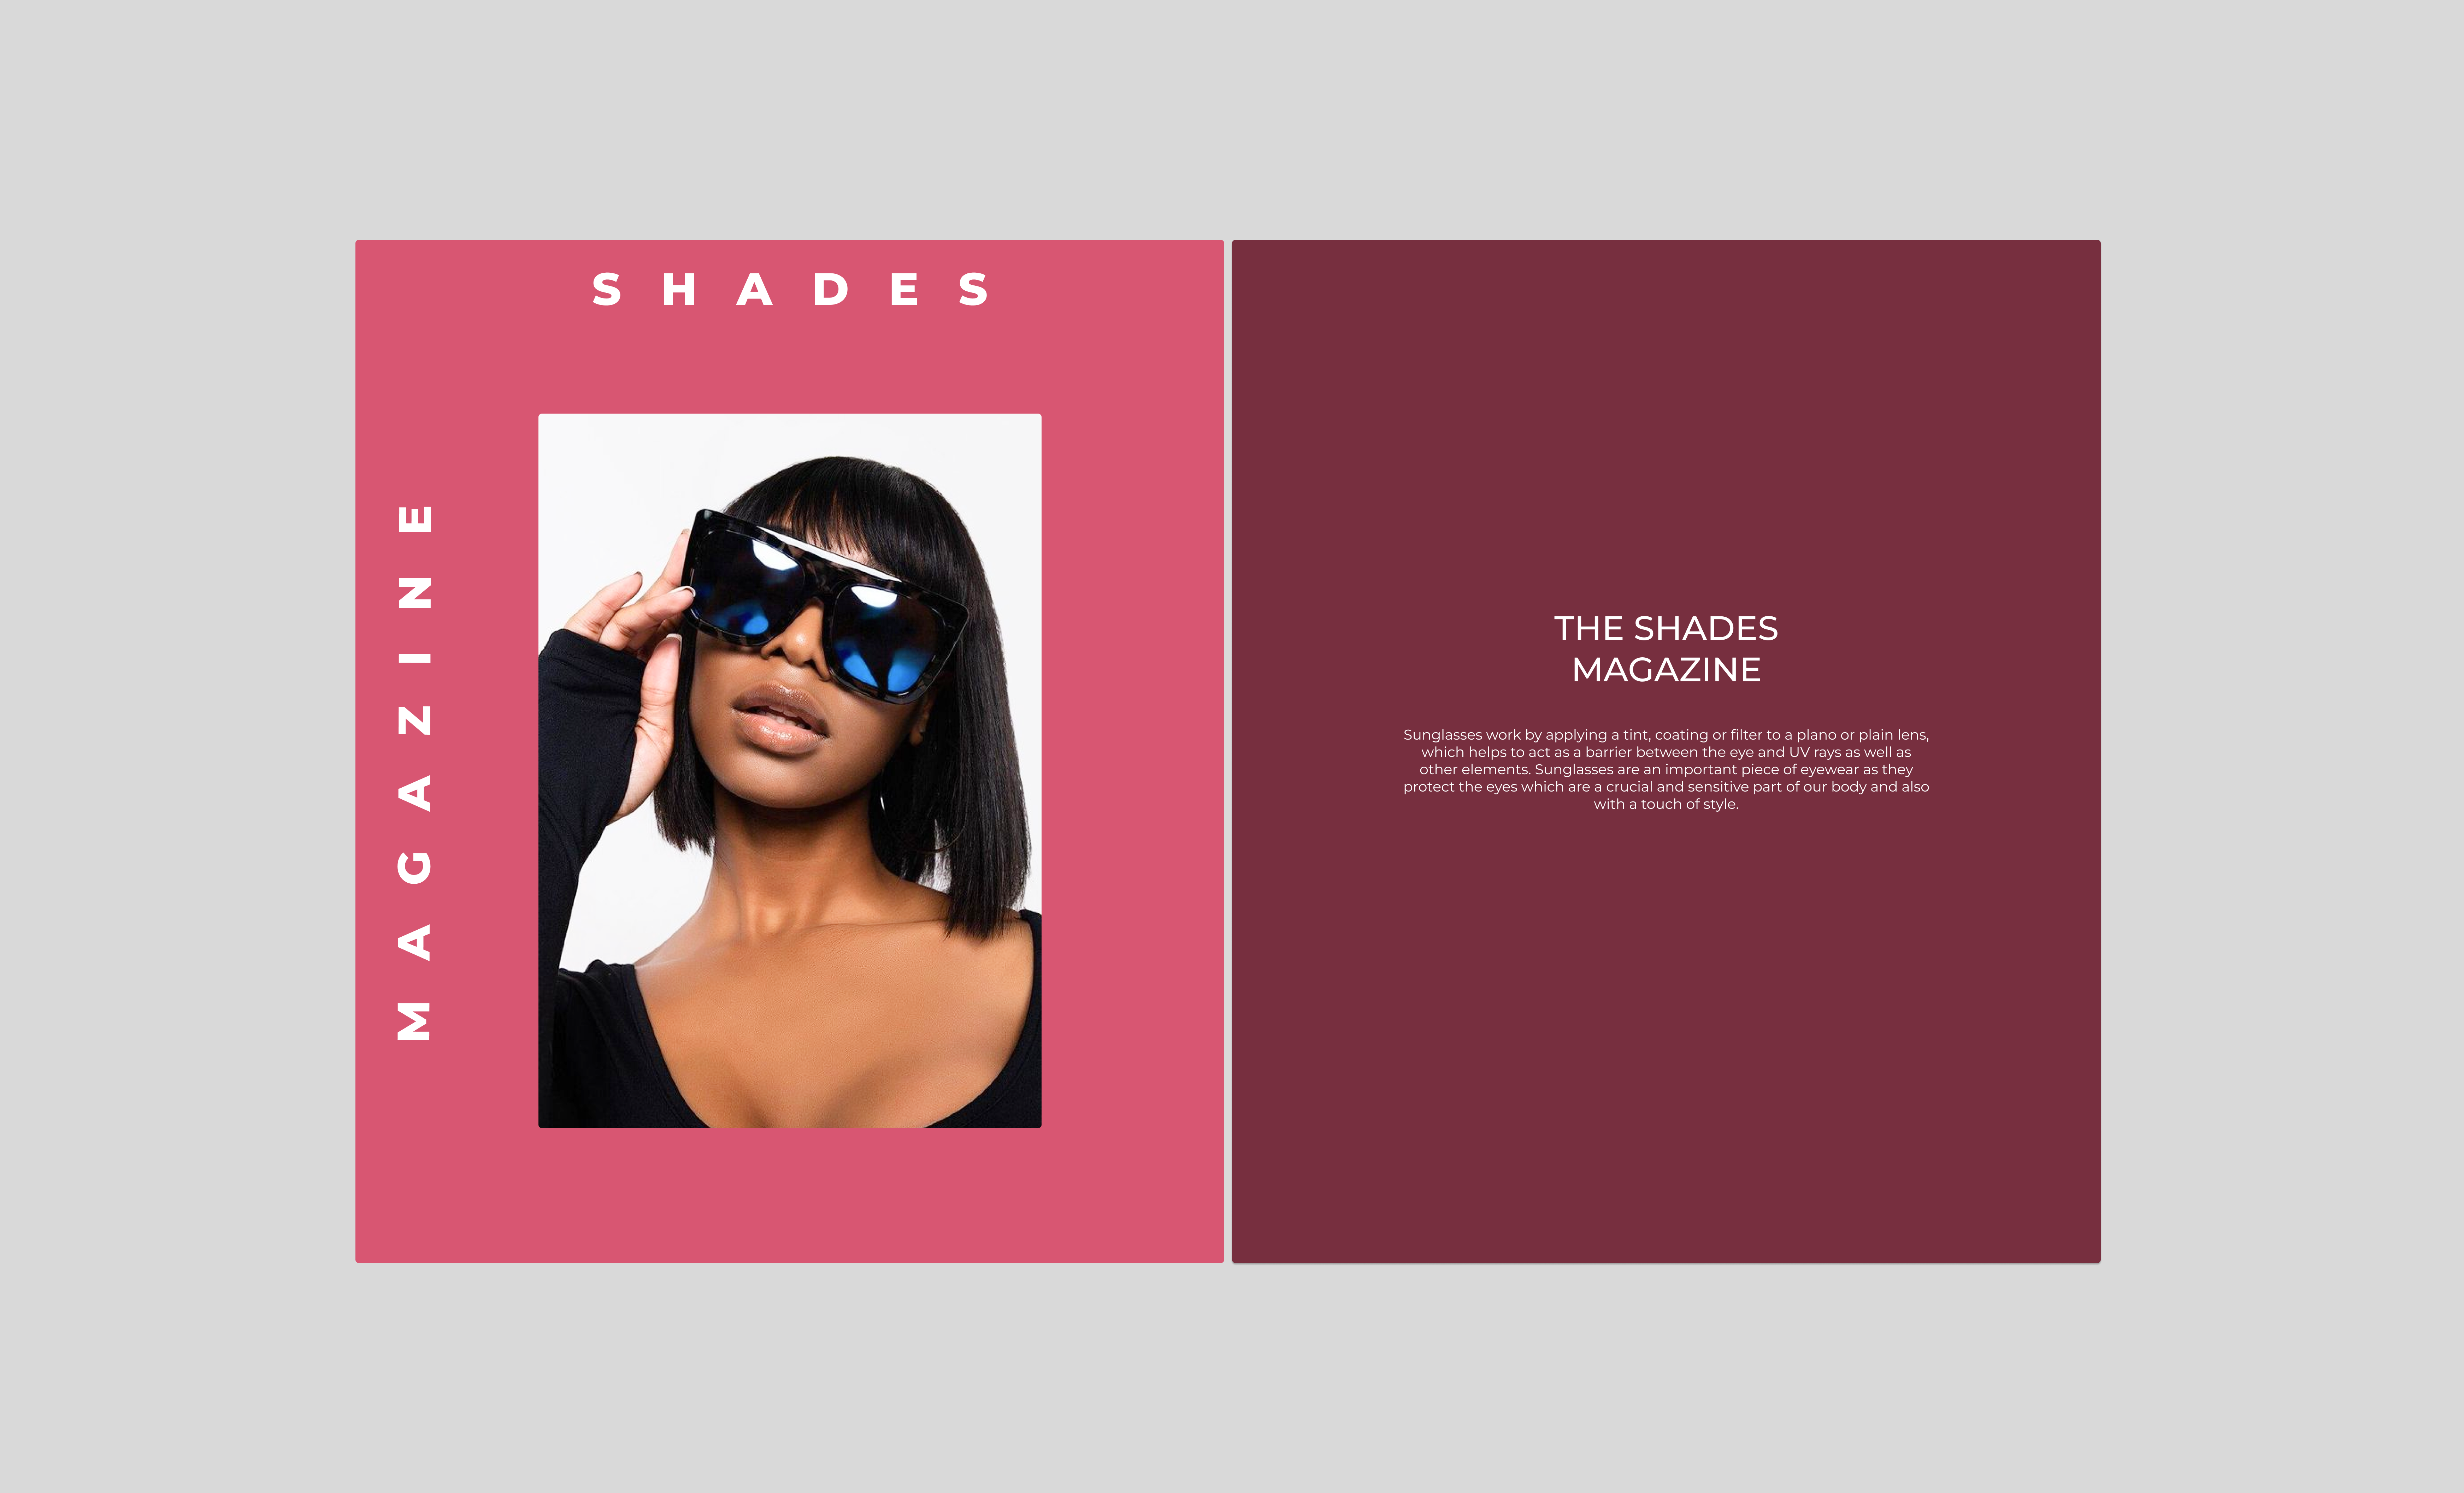 SHADES
MAGAZINE
THE SHADES
MAGAZINE
Sunglasses work by applying a tint, coating or filter to a plano or plain lens,
which helps to act as a barrier between the eye and UV rays as well as
other elements. Sunglasses are an important piece of eyewear as they
protect the eyes which are a crucial and sensitive part of our body and also
with a touch of style.